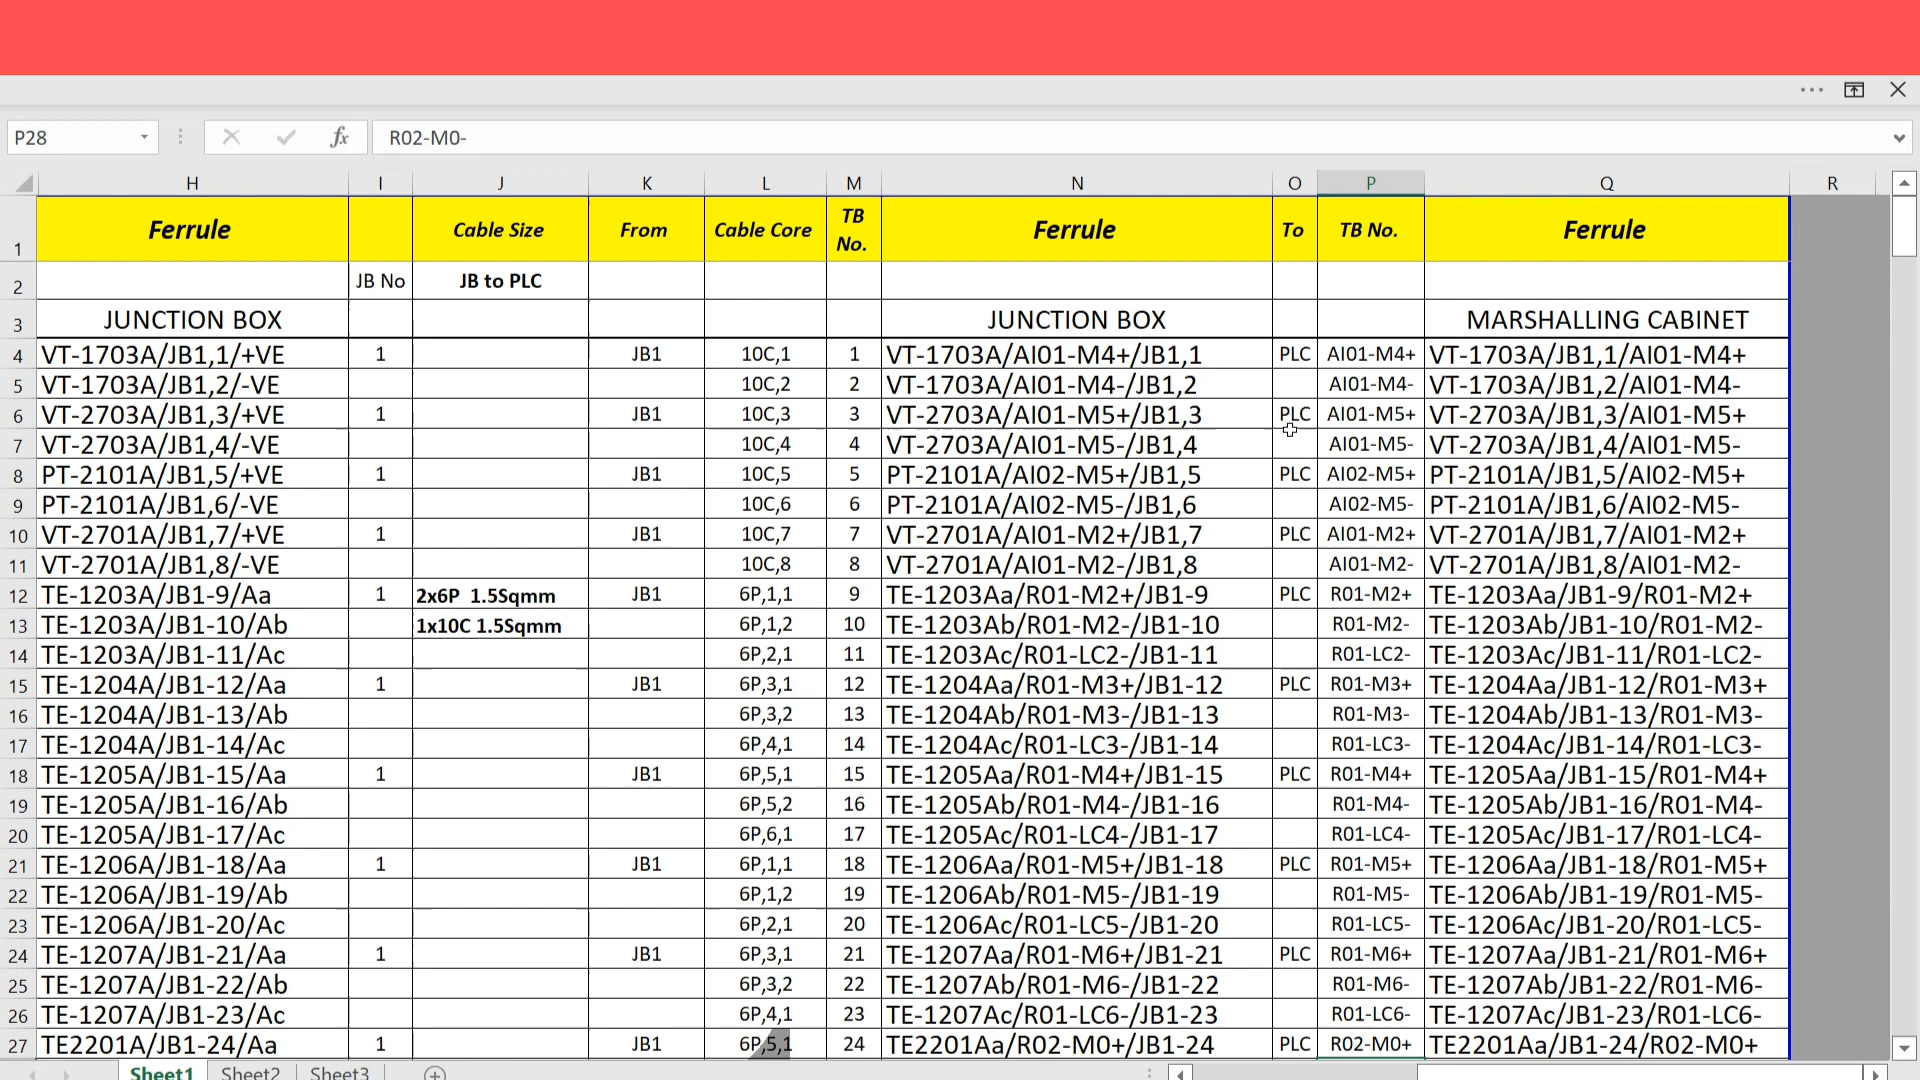 P28 fx R02-M0-
H I J K L M N O P Q R
1 Ferrule Cable Size From Cable Core TB No. Ferrule To TB No. Ferrule
2 JB No JB to PLC
3 JUNCTION BOX JUNCTION BOX MARSHALLING CABINET
4 VT-1703A/JB1,1/+VE 1 JB1 10C,1 1 VT-1703A/AI01-M4+/JB1,1 PLC AI01-M4+ VT-1703A/JB1,1/AI01-M4+
5 VT-1703A/JB1,2/-VE 10C,2 2 VT-1703A/AI01-M4-/JB1,2 AI01-M4- VT-1703A/JB1,2/AI01-M4-
6 VT-2703A/JB1,3/+VE 1 JB1 10C,3 3 VT-2703A/AI01-M5+/JB1,3 PLC AI01-M5+ VT-2703A/JB1,3/AI01-M5+
7 VT-2703A/JB1,4/-VE 10C,4 4 VT-2703A/AI01-M5-/JB1,4 AI01-M5- VT-2703A/JB1,4/AI01-M5-
8 PT-2101A/JB1,5/+VE 1 JB1 10C,5 5 PT-2101A/AI02-M5+/JB1,5 PLC AI02-M5+ PT-2101A/JB1,5/AI02-M5+
9 PT-2101A/JB1,6/-VE 10C,6 6 PT-2101A/AI02-M5-/JB1,6 AI02-M5- PT-2101A/JB1,6/AI02-M5-
10 VT-2701A/JB1,7/+VE 1 JB1 10C,7 7 VT-2701A/AI01-M2+/JB1,7 PLC AI01-M2+ VT-2701A/JB1,7/AI01-M2+
11 VT-2701A/JB1,8/-VE 10C,8 8 VT-2701A/AI01-M2-/JB1,8 AI01-M2- VT-2701A/JB1,8/AI01-M2-
12 TE-1203A/JB1-9/Aa 1 2x6P 1.5Sqmm JB1 6P,1,1 9 TE-1203Aa/R01-M2+/JB1-9 PLC R01-M2+ TE-1203Aa/JB1-9/R01-M2+
13 TE-1203A/JB1-10/Ab 1x10C 1.5Sqmm 6P,1,2 10 TE-1203Ab/R01-M2-/JB1-10 R01-M2- TE-1203Ab/JB1-10/R01-M2-
14 TE-1203A/JB1-11/Ac 6P,2,1 11 TE-1203Ac/R01-LC2-/JB1-11 R01-LC2- TE-1203Ac/JB1-11/R01-LC2-
15 TE-1204A/JB1-12/Aa 1 JB1 6P,3,1 12 TE-1204Aa/R01-M3+/JB1-12 PLC R01-M3+ TE-1204Aa/JB1-12/R01-M3+
16 TE-1204A/JB1-13/Ab 6P,3,2 13 TE-1204Ab/R01-M3-/JB1-13 R01-M3- TE-1204Ab/JB1-13/R01-M3-
17 TE-1204A/JB1-14/Ac 6P,4,1 14 TE-1204Ac/R01-LC3-/JB1-14 R01-LC3- TE-1204Ac/JB1-14/R01-LC3-
18 TE-1205A/JB1-15/Aa 1 JB1 6P,5,1 15 TE-1205Aa/R01-M4+/JB1-15 PLC R01-M4+ TE-1205Aa/JB1-15/R01-M4+
19 TE-1205A/JB1-16/Ab 6P,5,2 16 TE-1205Ab/R01-M4-/JB1-16 R01-M4- TE-1205Ab/JB1-16/R01-M4-
20 TE-1205A/JB1-17/Ac 6P,6,1 17 TE-1205Ac/R01-LC4-/JB1-17 R01-LC4- TE-1205Ac/JB1-17/R01-LC4-
21 TE-1206A/JB1-18/Aa 1 JB1 6P,1,1 18 TE-1206Aa/R01-M5+/JB1-18 PLC R01-M5+ TE-1206Aa/JB1-18/R01-M5+
22 TE-1206A/JB1-19/Ab 6P,1,2 19 TE-1206Ab/R01-M5-/JB1-19 R01-M5- TE-1206Ab/JB1-19/R01-M5-
23 TE-1206A/JB1-20/Ac 6P,2,1 20 TE-1206Ac/R01-LC5-/JB1-20 R01-LC5- TE-1206Ac/JB1-20/R01-LC5-
24 TE-1207A/JB1-21/Aa 1 JB1 6P,3,1 21 TE-1207Aa/R01-M6+/JB1-21 PLC R01-M6+ TE-1207Aa/JB1-21/R01-M6+
25 TE-1207A/JB1-22/Ab 6P,3,2 22 TE-1207Ab/R01-M6-/JB1-22 R01-M6- TE-1207Ab/JB1-22/R01-M6-
26 TE-1207A/JB1-23/Ac 6P,4,1 23 TE-1207Ac/R01-LC6-/JB1-23 R01-LC6- TE-1207Ac/JB1-23/R01-LC6-
27 TE2201A/JB1-24/Aa 1 JB1 6P,5,1 24 TE2201Aa/R02-M0+/JB1-24 PLC R02-M0+ TE2201Aa/JB1-24/R02-M0+
Sheet1 Sheet2 Sheet3